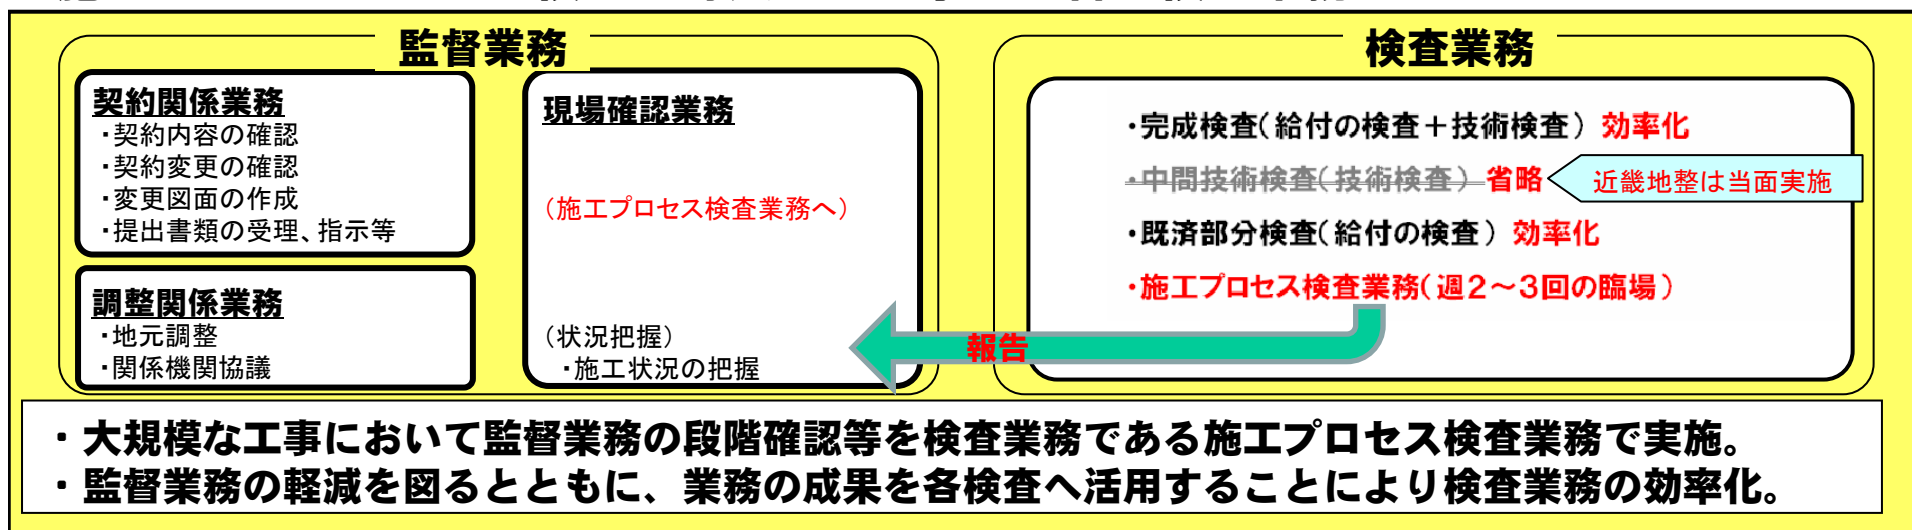 監督業務
契約関係業務
・契約内容の確認
・契約変更の確認
・変更図面の作成
・提出書類の受理、指示等
調整関係業務
・地元調整
・関係機関協議
現場確認業務
(施工プロセス検査業務へ)
(状況把握)
・施工状況の把握
検査業務
・完成検査(給付の検査+技術検査) 効率化
・中間技術検査(技術検査) 省略
近畿地整は当面実施
・既済部分検査(給付の検査) 効率化
・施工プロセス検査業務(週2~3回の臨場)
報告
・大規模な工事において監督業務の段階確認等を検査業務である施工プロセス検査業務で実施。
・監督業務の軽減を図るとともに、業務の成果を各検査へ活用することにより検査業務の効率化。